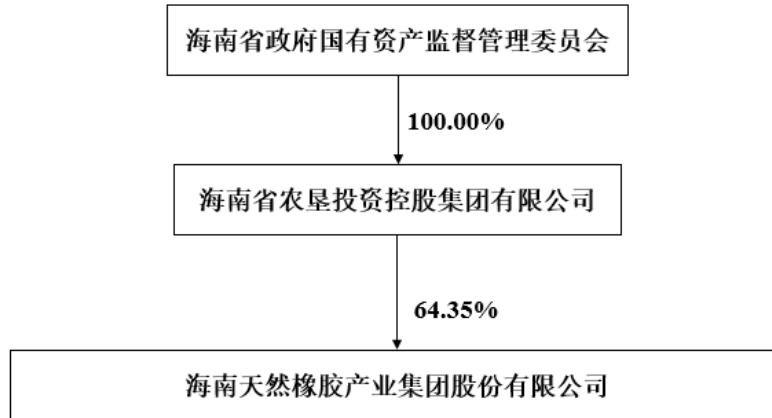 海南省政府国有资产监督管理委员会
100.00%
海南省农垦投资控股集团有限公司
64.35%
海南天然橡胶产业集团股份有限公司